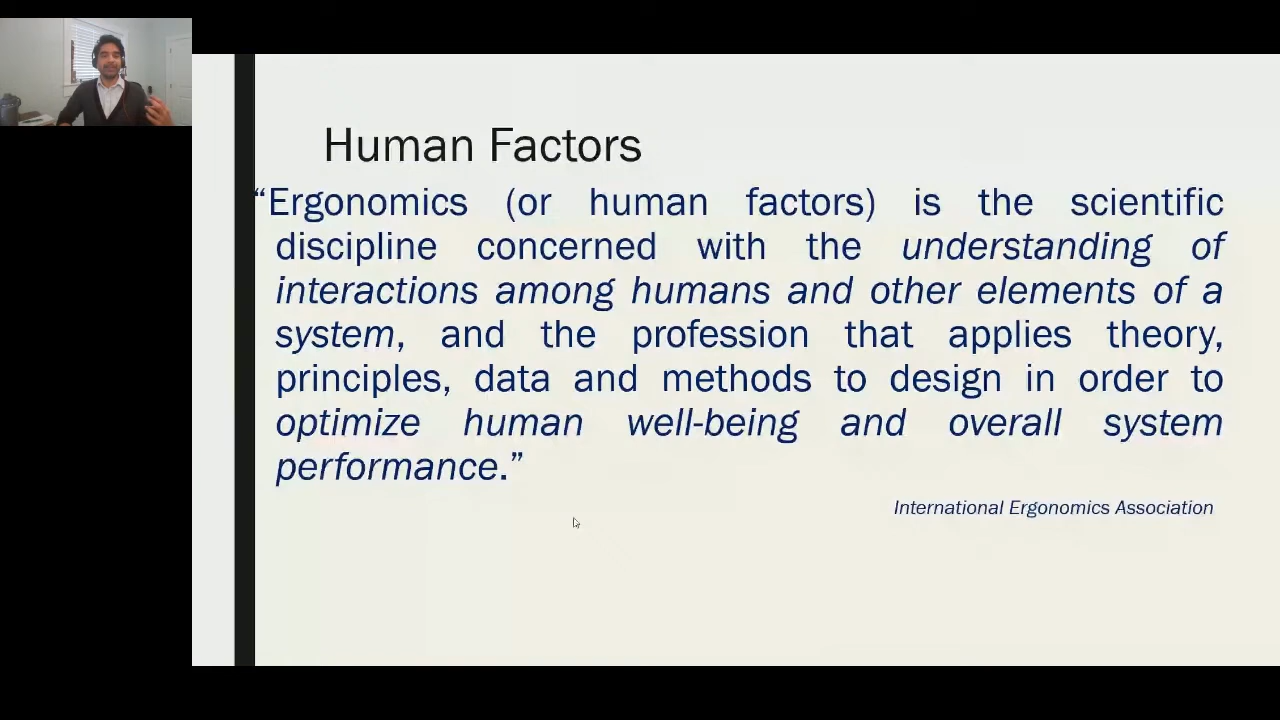 Human Factors
“Ergonomics (or human factors) is the scientific
discipline concerned with the understanding of
interactions among humans and other elements of a
system, and the profession that applies theory,
principles, data and methods to design in order to
optimize human well-being and overall system
performance.”
International Ergonomics Association